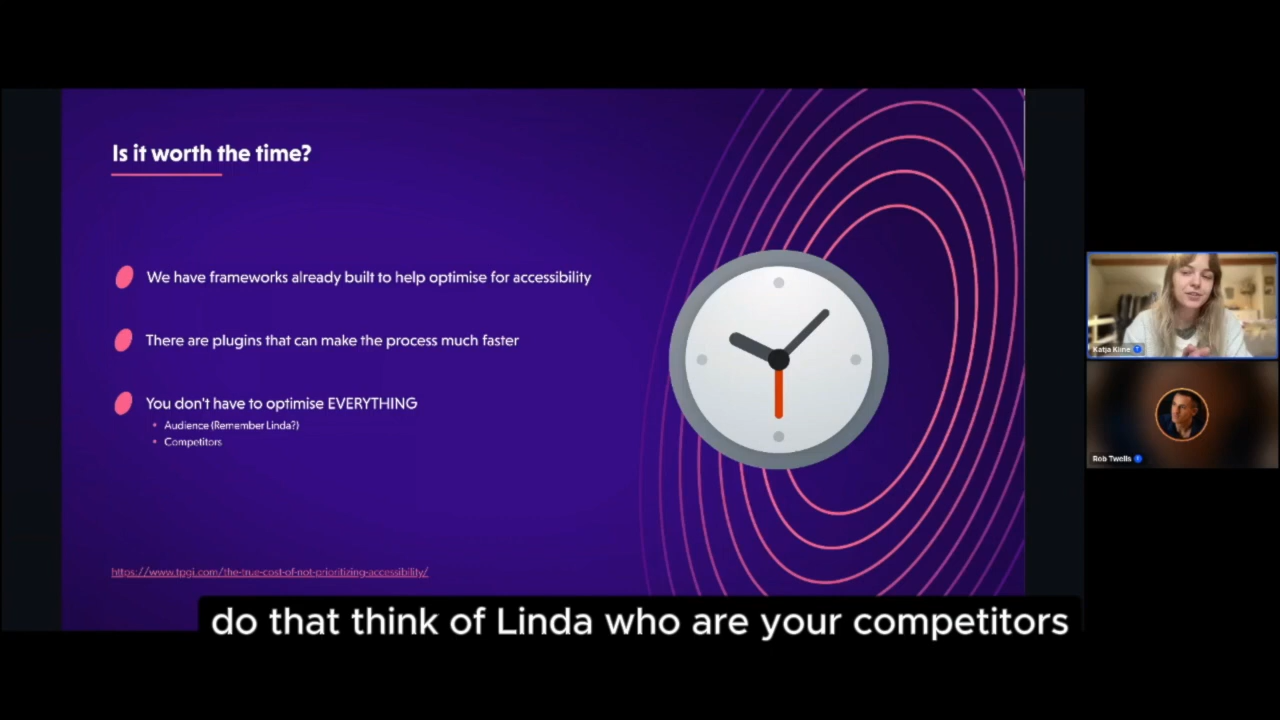 Is it worth the time?
We have frameworks already built to help optimise for accessibility
There are plugins that can make the process much faster
You don't have to optimise EVERYTHING
Audience (Remember Linda?)
Competitors
https://www.tpgi.com/the-true-cost-of-not-prioritizing-accessibility/
do that think of Linda who are your competitors
Katja Kline
Rob Twells